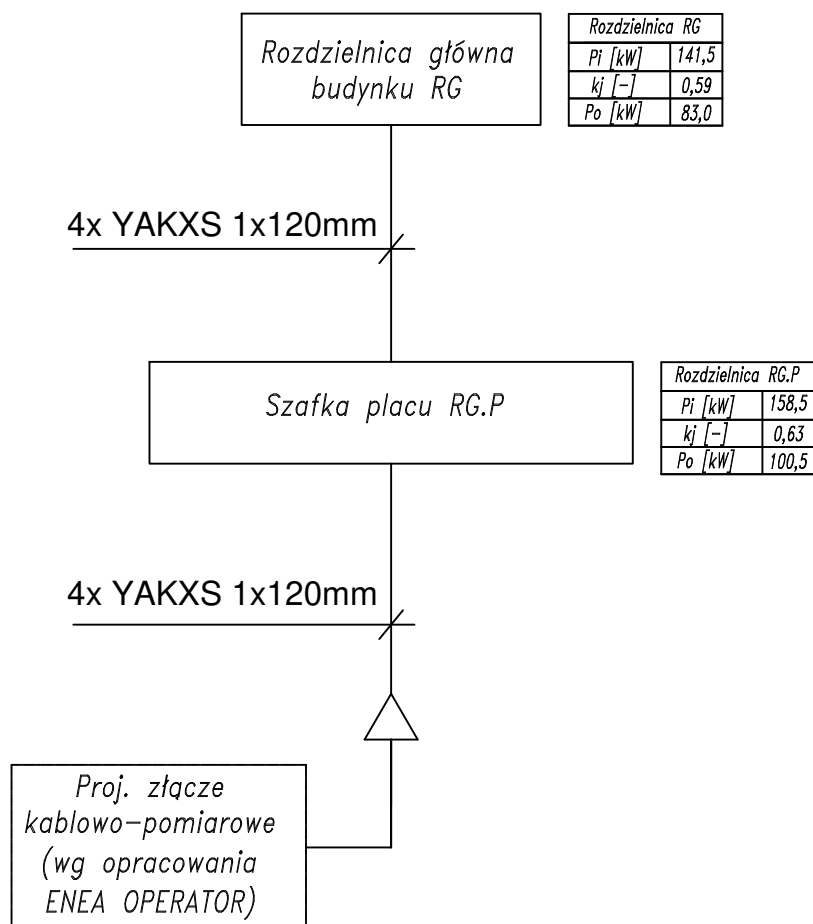 Rozdzielnica główna
budynku RG
Rozdzielnica RG
Pi [kW] 141,5
kj [-] 0,59
Po [kW] 83,0
4x YAKXS 1x120mm
Szafka placu RG.P
Rozdzielnica RG.P
Pi [kW] 158,5
kj [-] 0,63
Po [kW] 100,5
4x YAKXS 1x120mm
Proj. złącze
kablowo-pomiarowe
(wg opracowania
ENEA OPERATOR)